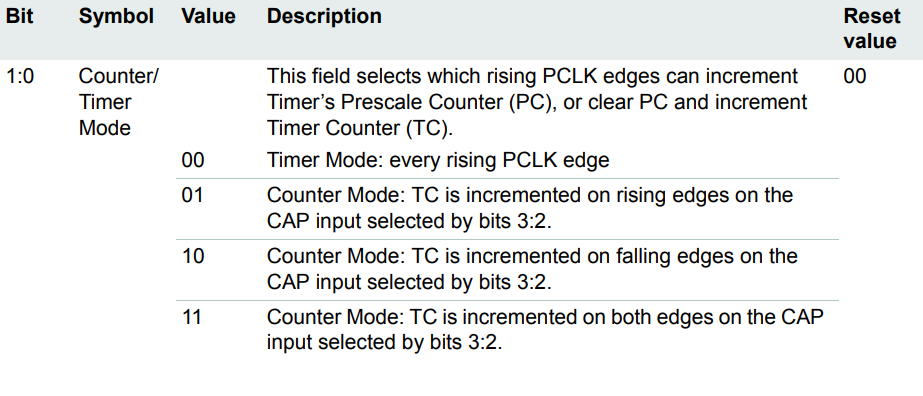 Bit Symbol Value Description Reset value
1:0 Counter/ This field selects which rising PCLK edges can increment 00
Timer Timer’s Prescale Counter (PC), or clear PC and increment
Mode Timer Counter (TC).
00 Timer Mode: every rising PCLK edge
01 Counter Mode: TC is incremented on rising edges on the
CAP input selected by bits 3:2.
10 Counter Mode: TC is incremented on falling edges on the
CAP input selected by bits 3:2.
11 Counter Mode: TC is incremented on both edges on the CAP
input selected by bits 3:2.